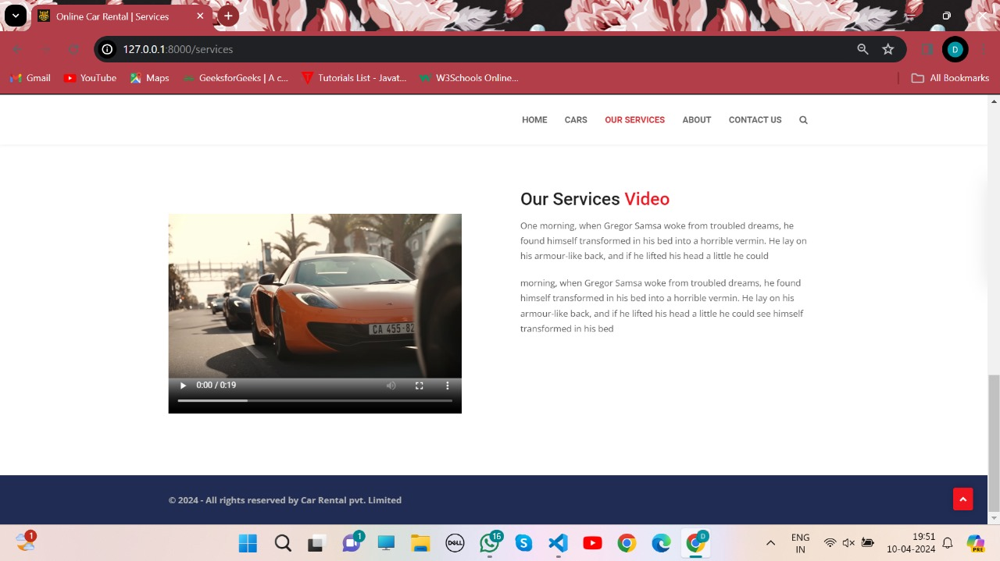 Online Car Rental | Services
127.0.0.1:8000/services
D
Gmail
YouTube
Maps
GeeksforGeeks | A c...
Tutorials List - Javat...
W3Schools Online...
All Bookmarks
HOME CARS OUR SERVICES ABOUT CONTACT US
Our Services Video
One morning, when Gregor Samsa woke from troubled dreams, he
found himself transformed in his bed into a horrible vermin. He lay on
his armour-like back, and if he lifted his head a little he could
morning, when Gregor Samsa woke from troubled dreams, he found
himself transformed in his bed into a horrible vermin. He lay on his
armour-like back, and if he lifted his head a little he could see himself
transformed in his bed
CA 455-82
0:00 / 0:19
© 2024 - All rights reserved by Car Rental pvt. Limited
1
1
DELL
16
D
ENG
IN
19:51
10-04-2024
PRE